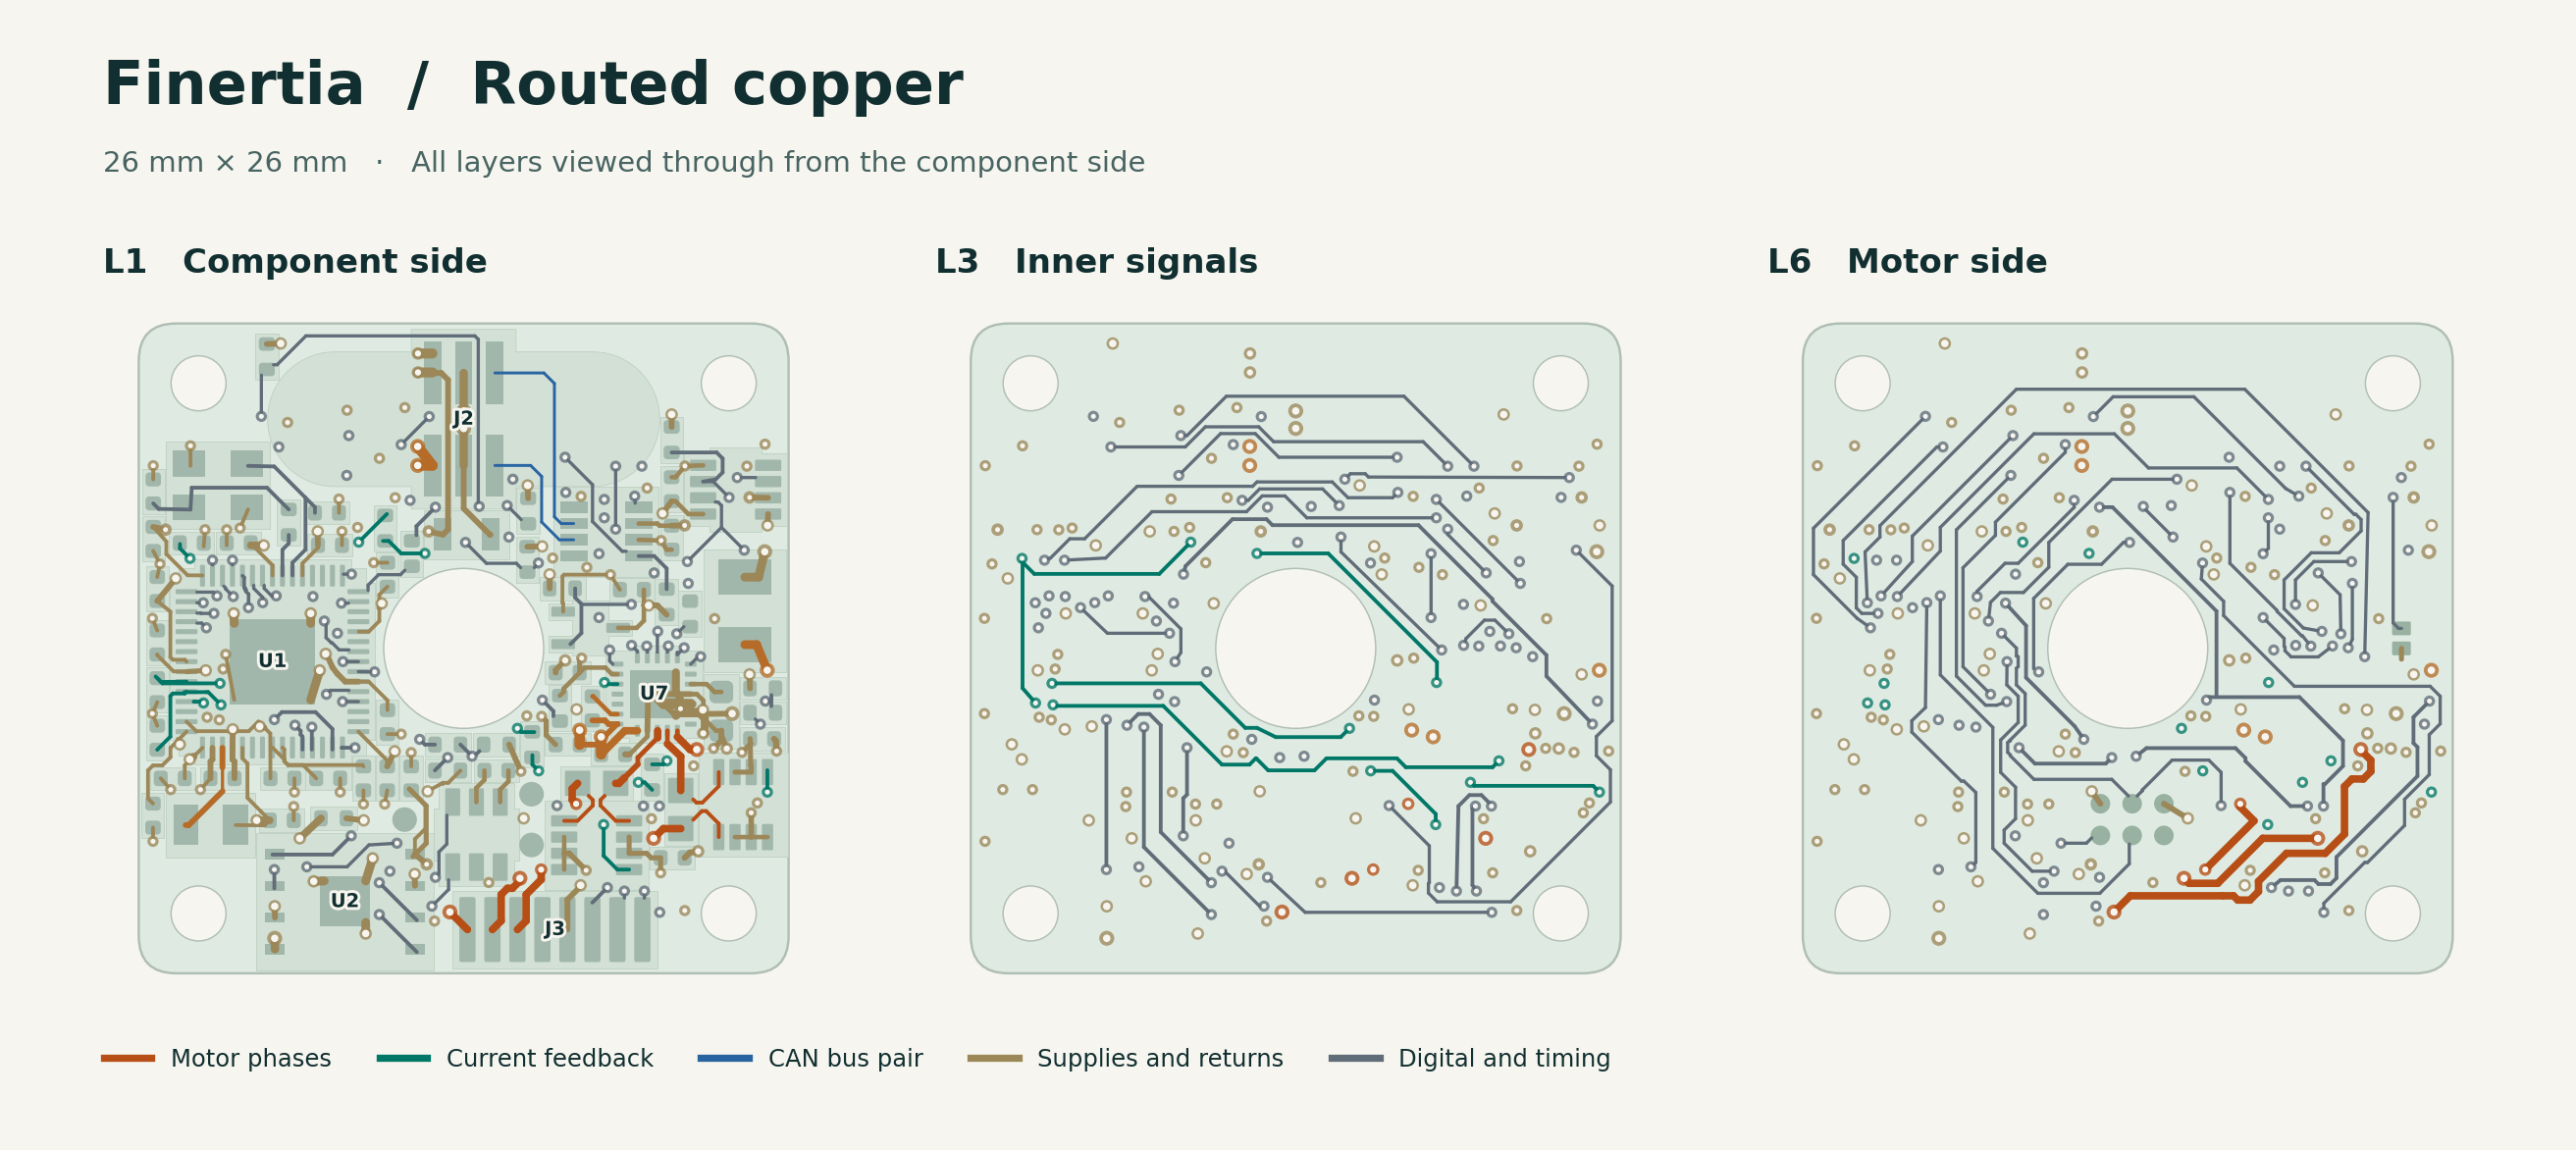 Finertia / Routed copper
26 mm × 26 mm · All layers viewed through from the component side
L1 Component side
L3 Inner signals
L6 Motor side
J2
U1
U7
U2
J3
Motor phases
Current feedback
CAN bus pair
Supplies and returns
Digital and timing